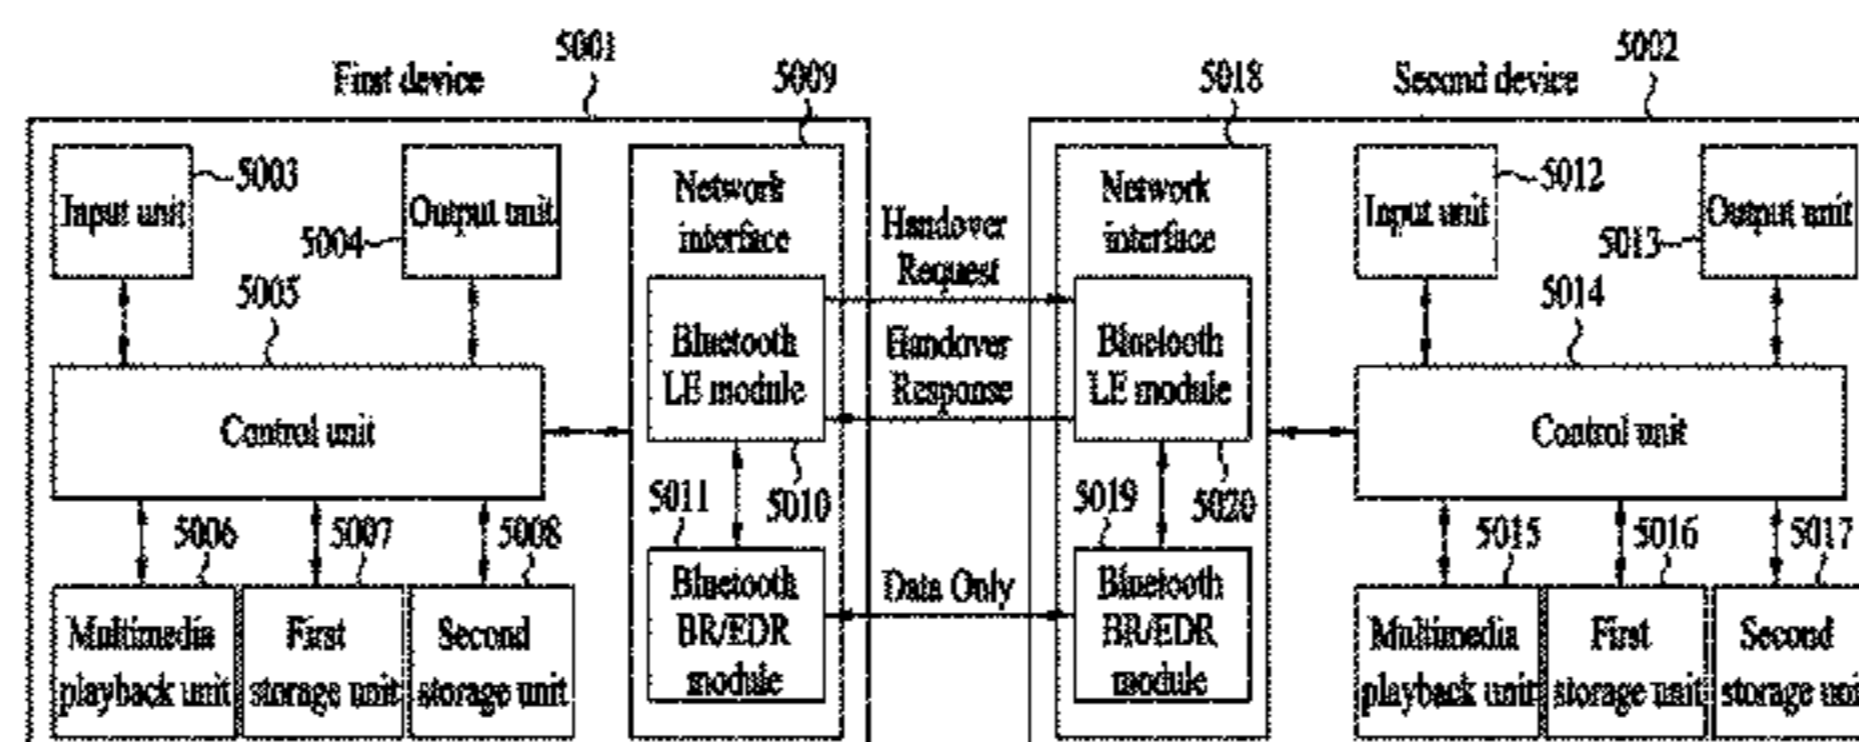 First device
5001
5009
5018
Second device
5002
Input unit
5003
5004
Output unit
Network
interface
Handover
Request
Network
interface
Input unit
5012
5013
Output unit
5005
Bluetooth
LE module
Handover
Response
Bluetooth
LE module
5014
Control unit
Control unit
5011
5010
5019
5020
5006
5007
5008
5015
5016
5017
Multimedia
playback unit
First
storage unit
Second
storage unit
Bluetooth
BR/EDR
module
Data Only
Bluetooth
BR/EDR
module
Multimedia
playback unit
First
storage unit
Second
storage uni